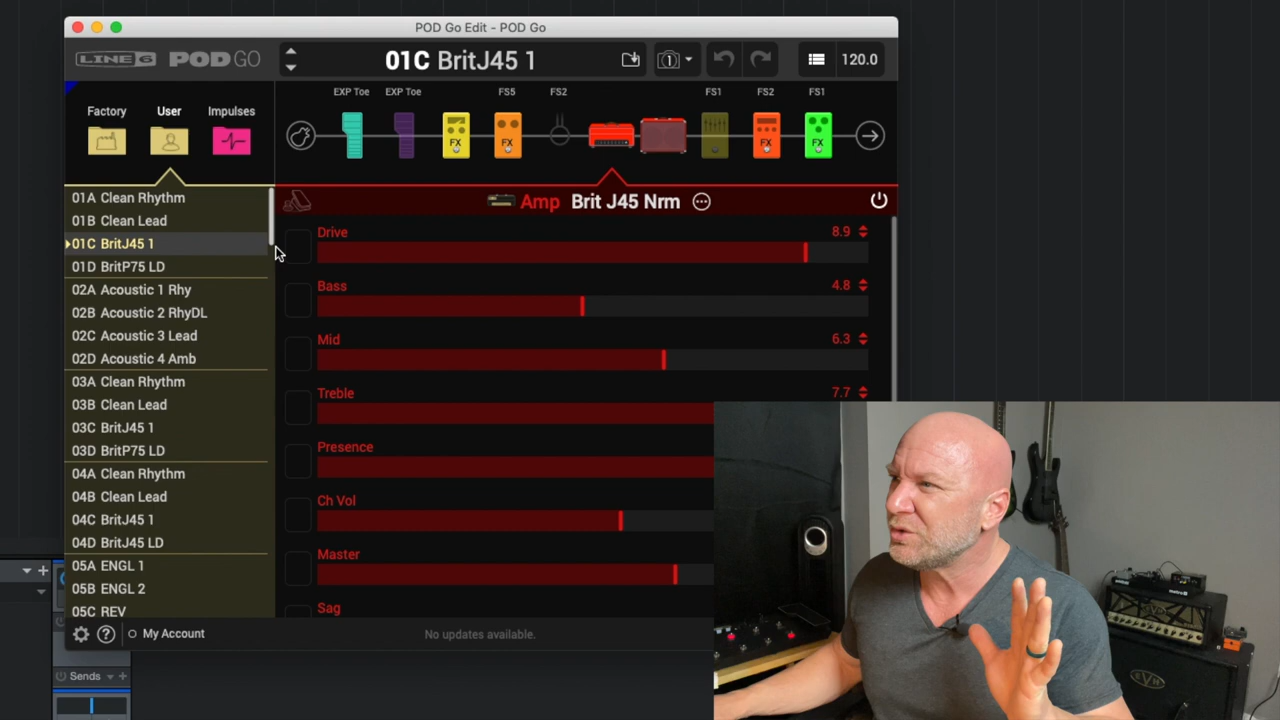 POD Go Edit - POD Go
LINE 6 POD GO
01C BritJ45 1
1
120.0
Factory
User
Impulses
EXP Toe
EXP Toe
FS5
FS2
FS1
FS2
FS1
FX
FX
FX
FX
Amp Brit J45 Nrm
01A Clean Rhythm
01B Clean Lead
01C BritJ45 1
01D BritP75 LD
02A Acoustic 1 Rhy
02B Acoustic 2 RhyDL
02C Acoustic 3 Lead
02D Acoustic 4 Amb
03A Clean Rhythm
03B Clean Lead
03C BritJ45 1
03D BritP75 LD
04A Clean Rhythm
04B Clean Lead
04C BritJ45 1
04D BritJ45 LD
05A ENGL 1
05B ENGL 2
05C REV
Drive 8.9
Bass 4.8
Mid 6.3
Treble 7.7
Presence
Ch Vol
Master
Sag
? My Account
No updates available.
Sends
EVH